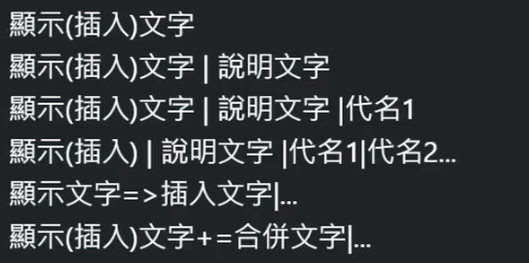 顯示(插入)文字
顯示(插入)文字 | 說明文字
顯示(插入)文字 | 說明文字 |代名1
顯示(插入) | 說明文字 |代名1|代名2...
顯示文字=>插入文字|...
顯示(插入)文字+=合併文字|...